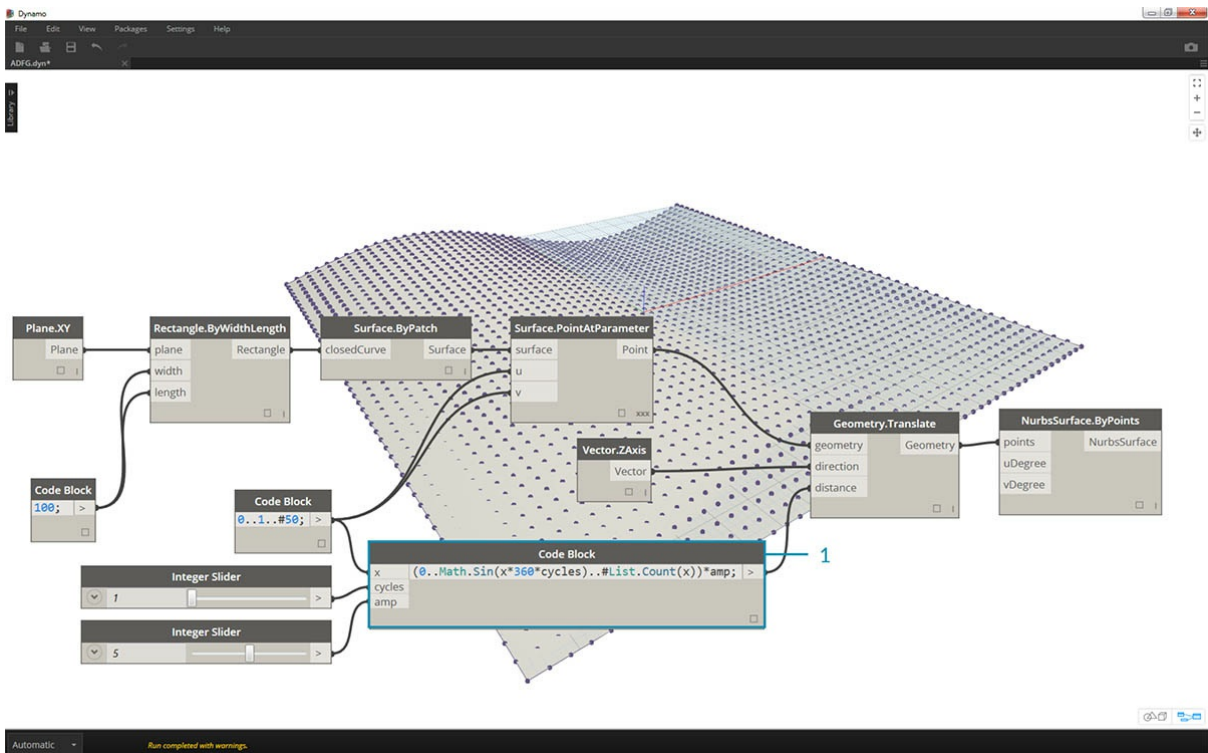 Dynamo
File Edit View Packages Settings Help
ADFG.dyn*
Library
Plane.XY
Plane
Rectangle.ByWidthLength
plane Rectangle
width
length
Surface.ByPatch
closedCurve Surface
Surface.PointAtParameter
surface Point
u
v
xxx
Vector.ZAxis
Vector
Geometry.Translate
geometry Geometry
direction
distance
NurbsSurface.ByPoints
points NurbsSurface
uDegree
vDegree
Code Block
100; >
Code Block
0..1..#50; >
Code Block
x (0..Math.Sin(x*360*cycles)..#List.Count(x))*amp; >
cycles
amp
1
Integer Slider
1 >
Integer Slider
5 >
Automatic
Run completed with warnings.